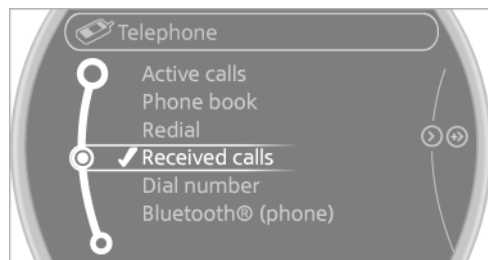 Telephone
Active calls
Phone book
Redial
Received calls
Dial number
Bluetooth® (phone)